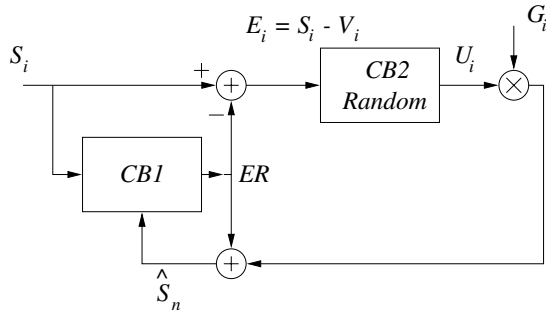 E_i = S_i - V_i
G_i
S_i
+
−
+
CB2
Random
U_i
×
CB1
ER
+
Ŝ_n